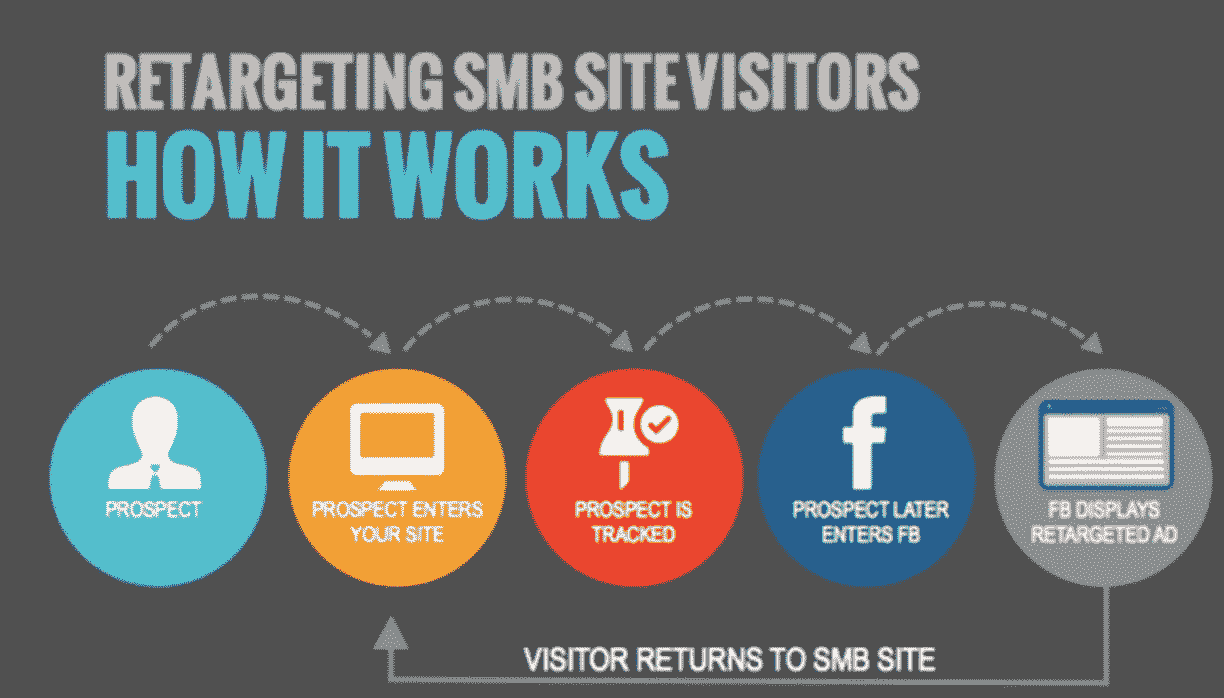 RETARGETING SMB SITE VISITORS
HOW IT WORKS
PROSPECT
PROSPECT ENTERS
YOUR SITE
PROSPECT IS
TRACKED
PROSPECT LATER
ENTERS FB
FB DISPLAYS
RETARGETED AD
VISITOR RETURNS TO SMB SITE